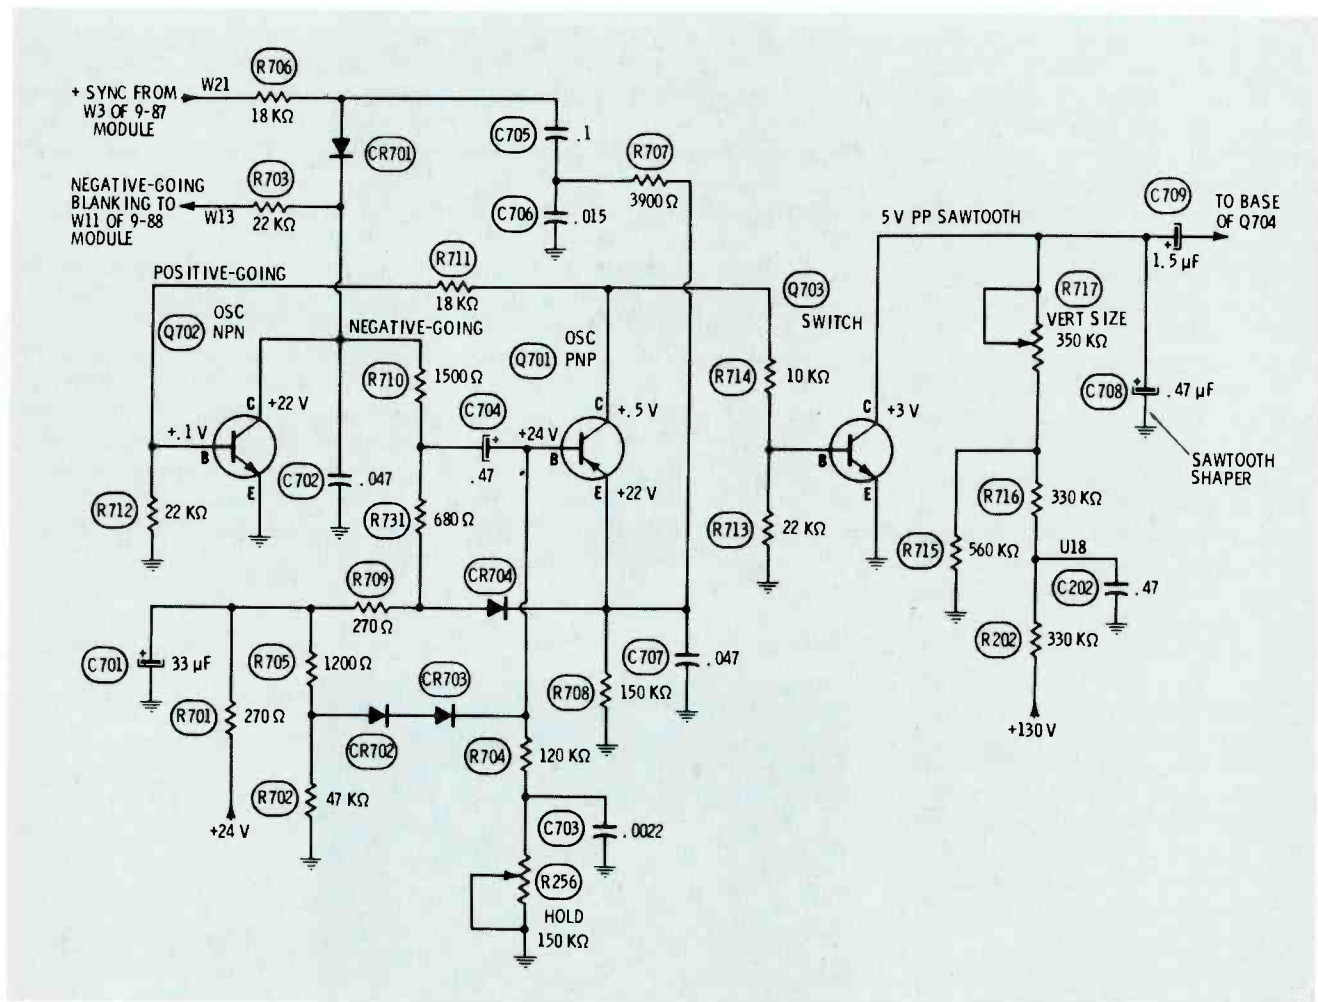 R706
+ SYNC FROM
W3 OF 9-87
MODULE
W21
18 KΩ
CR701
C705
.1
R707
3900 Ω
C706
.015
R703
NEGATIVE-GOING
BLANKING TO
W11 OF 9-88
MODULE
W13
22 KΩ
C709
TO BASE
OF Q704
1.5 µF
+
5 V PP SAWTOOTH
POSITIVE-GOING
R711
18 KΩ
Q703
SWITCH
R717
VERT SIZE
350 KΩ
Q702
OSC
NPN
NEGATIVE-GOING
Q701
OSC
PNP
R710
1500 Ω
R714
10 KΩ
C708
+
.47 µF
C704
+
.47
C
+22 V
+.1 V
B
E
C
+.5 V
+24 V
B
E
+22 V
C
+3 V
B
E
SAWTOOTH
SHAPER
C702
.047
R712
22 KΩ
R731
680 Ω
R713
22 KΩ
R716
330 KΩ
R715
560 KΩ
U18
C202
.47
R709
270 Ω
CR704
R202
330 KΩ
C701
+
33 µF
R705
1200 Ω
CR703
R708
150 KΩ
C707
.047
R701
270 Ω
CR702
R704
120 KΩ
+130 V
R702
47 KΩ
+24 V
C703
.0022
R256
HOLD
150 KΩ